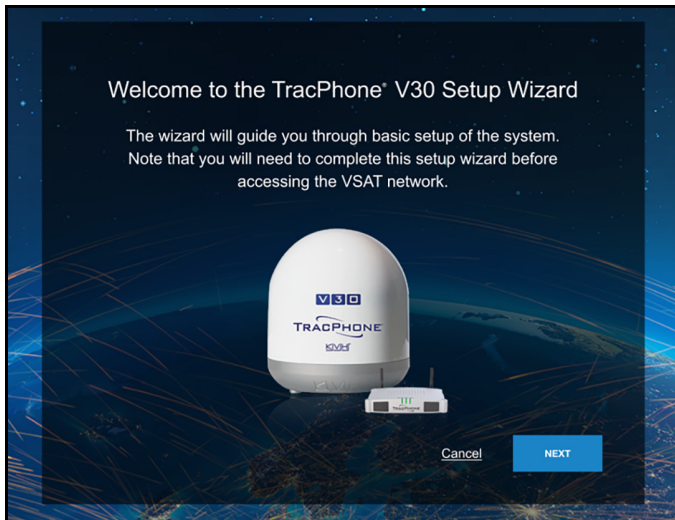 Welcome to the TracPhone® V30 Setup Wizard
The wizard will guide you through basic setup of the system.
Note that you will need to complete this setup wizard before
accessing the VSAT network.
V30
TRACPHONE
KVH
KVH
TRACPHONE
Cancel
NEXT